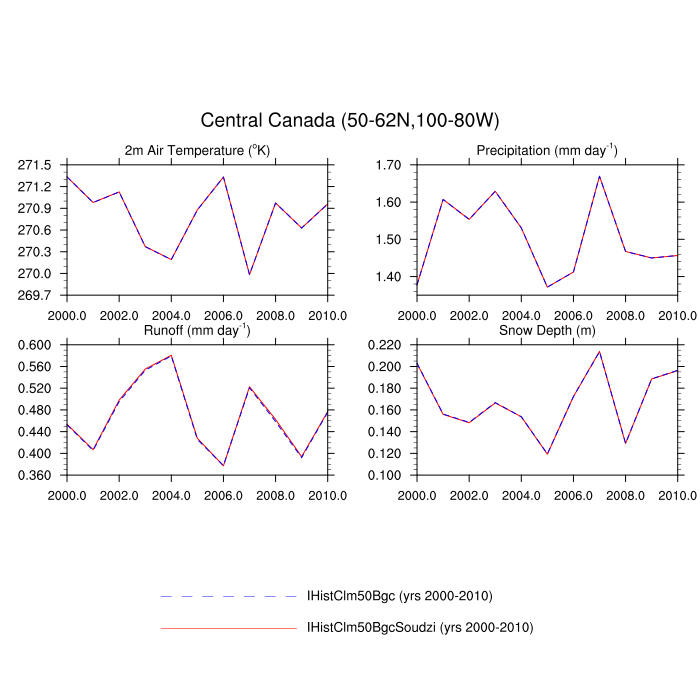 Central Canada (50-62N,100-80W)
2m Air Temperature (°K)
271.5
271.2
270.9
270.6
270.3
270.0
269.7
2000.0 2002.0 2004.0 2006.0 2008.0 2010.0
Precipitation (mm day⁻¹)
1.70
1.60
1.50
1.40
2000.0 2002.0 2004.0 2006.0 2008.0 2010.0
Runoff (mm day⁻¹)
0.600
0.560
0.520
0.480
0.440
0.400
0.360
2000.0 2002.0 2004.0 2006.0 2008.0 2010.0
Snow Depth (m)
0.220
0.200
0.180
0.160
0.140
0.120
0.100
2000.0 2002.0 2004.0 2006.0 2008.0 2010.0
IHistClm50Bgc (yrs 2000-2010)
IHistClm50BgcSoudzi (yrs 2000-2010)